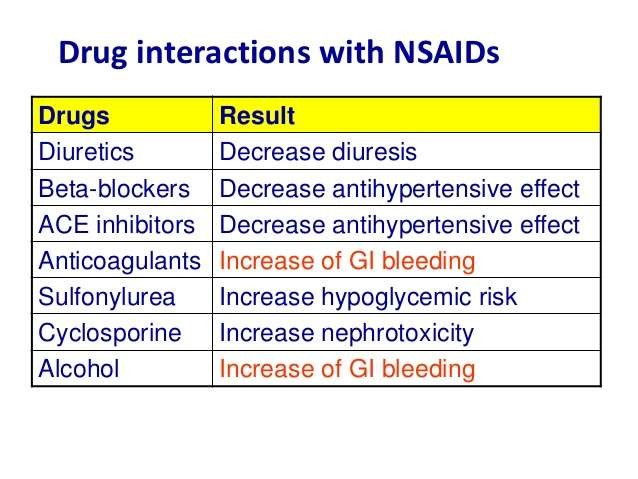 Drug interactions with NSAIDs
Drugs Result
Diuretics Decrease diuresis
Beta-blockers Decrease antihypertensive effect
ACE inhibitors Decrease antihypertensive effect
Anticoagulants Increase of GI bleeding
Sulfonylurea Increase hypoglycemic risk
Cyclosporine Increase nephrotoxicity
Alcohol Increase of GI bleeding